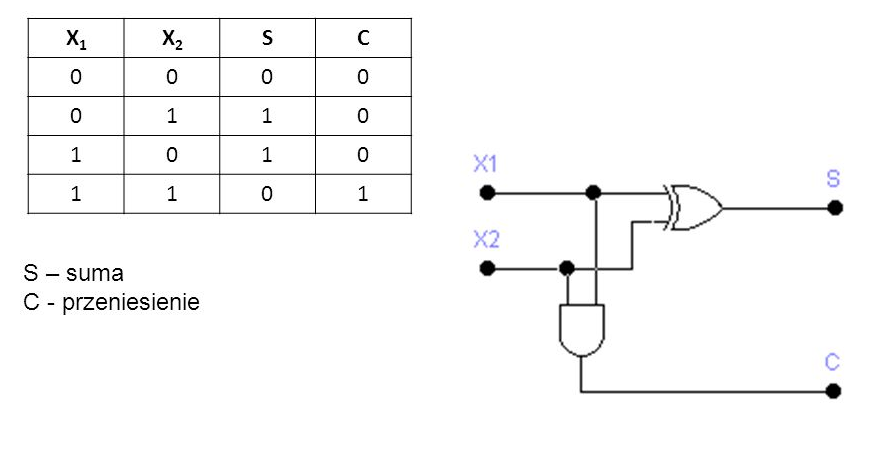 X₁ X₂ S C
0 0 0 0
0 1 1 0
1 0 1 0
1 1 0 1
S – suma
C - przeniesienie
X1
S
X2
C